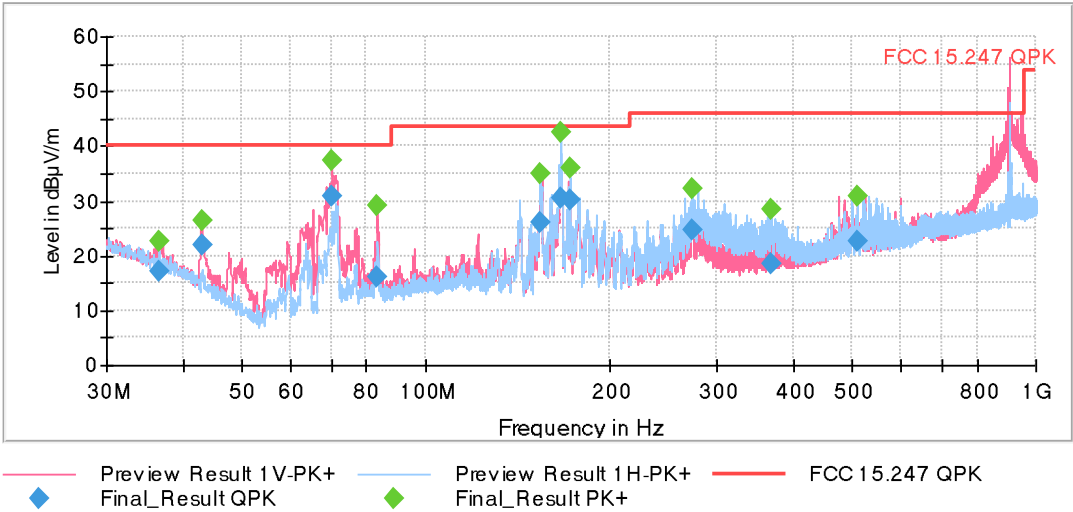 60
FCC 15.247 QPK
50
40
30
20
10
0
Level in dBµV/m
30M 50 60 80 100M 200 300 400 500 800 1G
Frequency in Hz
Preview Result 1V-PK+ Preview Result 1H-PK+ FCC 15.247 QPK
Final_Result QPK Final_Result PK+